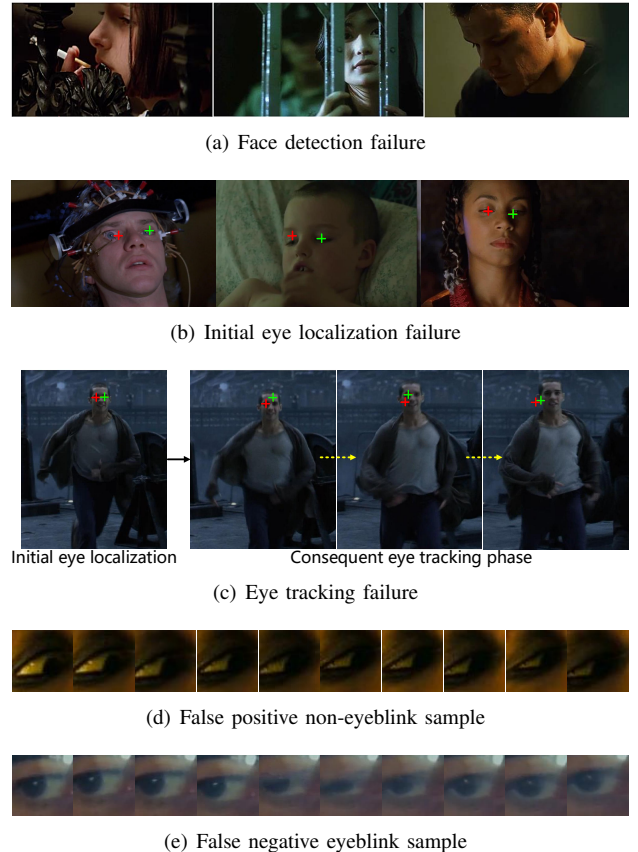 (a) Face detection failure
(b) Initial eye localization failure
Initial eye localization
Consequent eye tracking phase
(c) Eye tracking failure
(d) False positive non-eyeblink sample
(e) False negative eyeblink sample